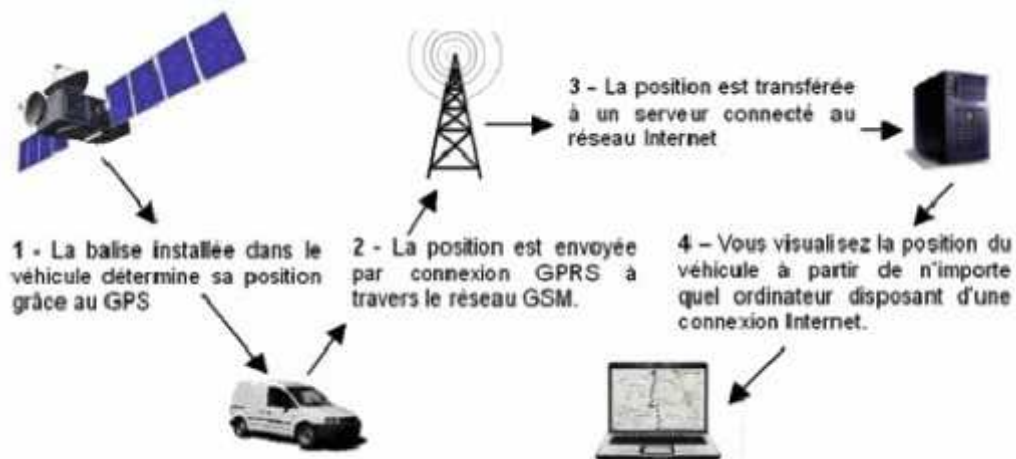 1 - La balise installée dans le
véhicule détermine sa position
grâce au GPS
2 - La position est envoyée
par connexion GPRS à
travers le réseau GSM.
3 - La position est transférée
à un serveur connecté au
réseau Internet
4 – Vous visualisez la position du
véhicule à partir de n'importe
quel ordinateur disposant d'une
connexion Internet.